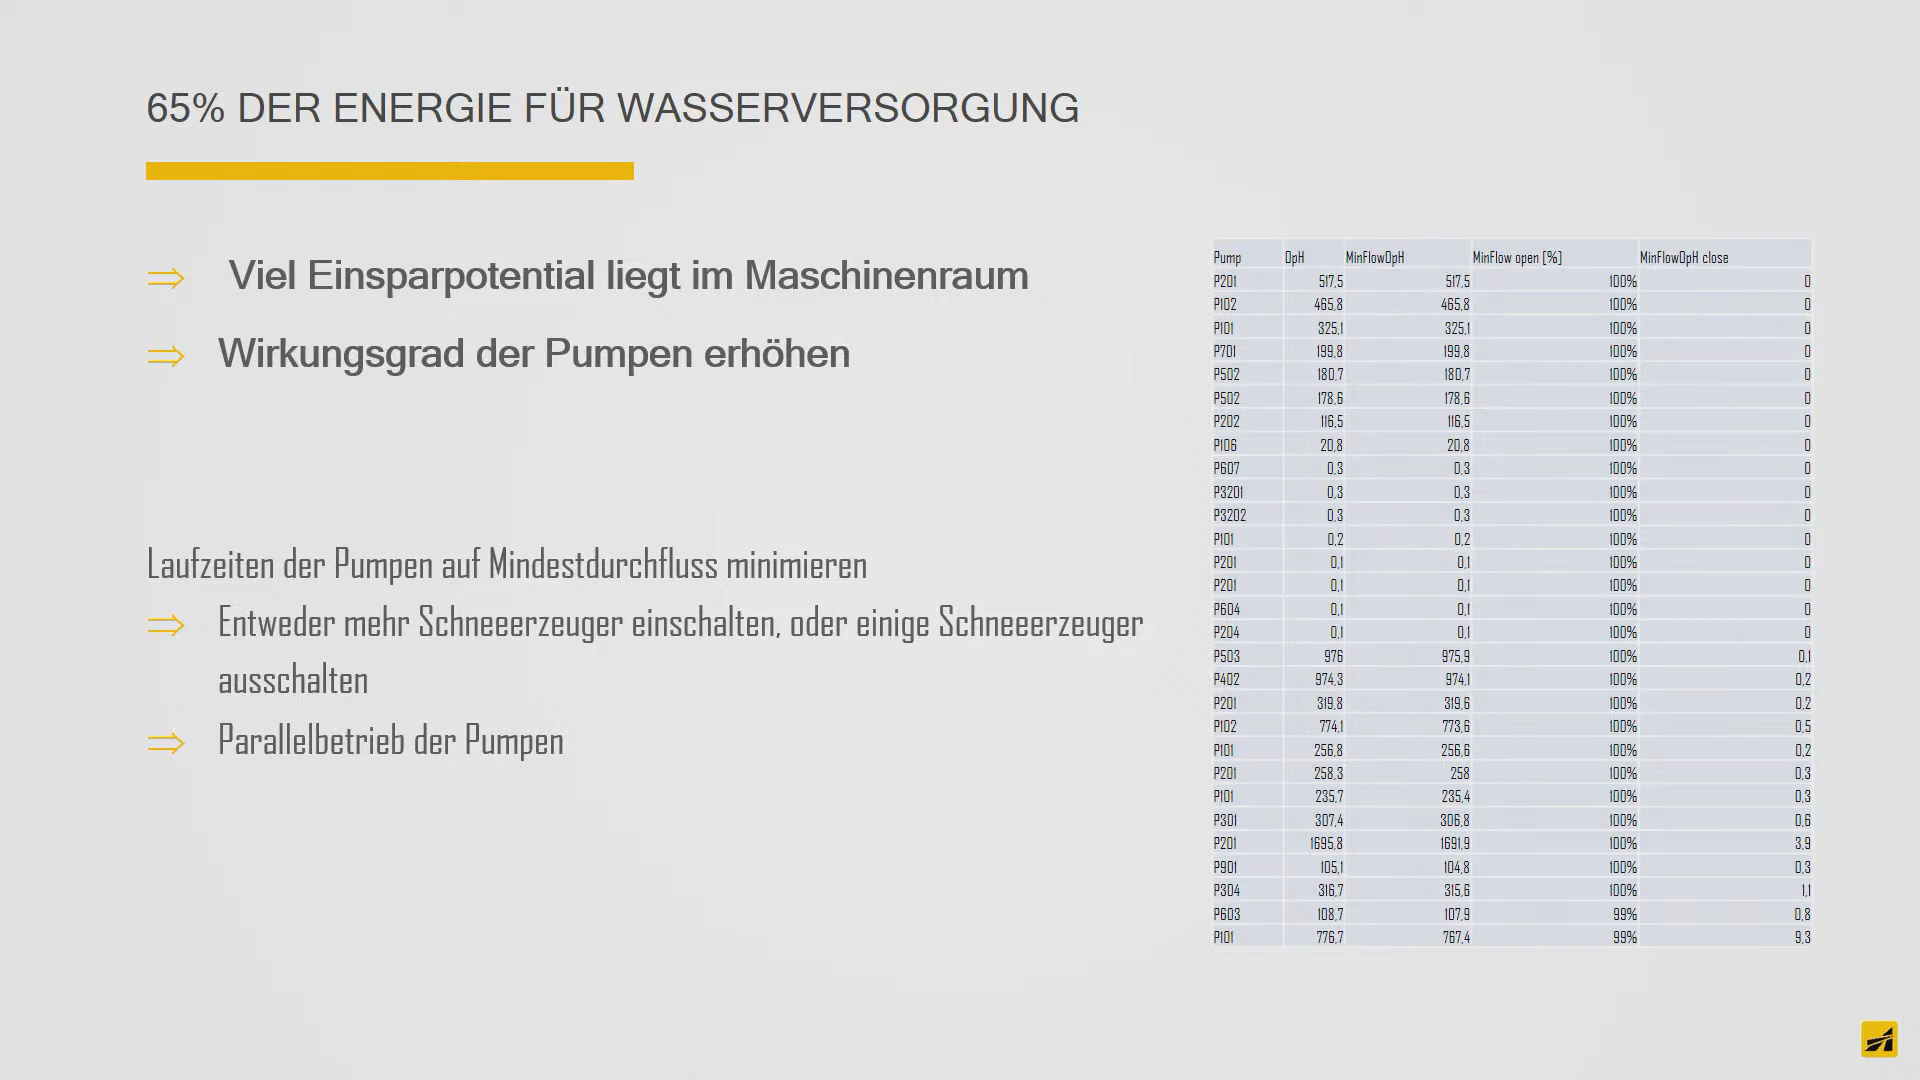 65% DER ENERGIE FÜR WASSERVERSORGUNG
⇒ Viel Einsparpotential liegt im Maschinenraum
⇒ Wirkungsgrad der Pumpen erhöhen
Laufzeiten der Pumpen auf Mindestdurchfluss minimieren
⇒ Entweder mehr Schneeerzeuger einschalten, oder einige Schneeerzeuger
ausschalten
⇒ Parallelbetrieb der Pumpen
Pump OpH MinFlowOpH MinFlow open [%] MinFlowOpH close
P201 517,5 517,5 100% 0
P102 465,8 465,8 100% 0
P101 325,1 325,1 100% 0
P701 199,8 199,8 100% 0
P502 180,7 180,7 100% 0
P502 178,6 178,6 100% 0
P202 116,5 116,5 100% 0
P106 20,8 20,8 100% 0
P607 0,3 0,3 100% 0
P3201 0,3 0,3 100% 0
P3202 0,3 0,3 100% 0
P101 0,2 0,2 100% 0
P201 0,1 0,1 100% 0
P201 0,1 0,1 100% 0
P604 0,1 0,1 100% 0
P204 0,1 0,1 100% 0
P503 976 975,9 100% 0,1
P402 974,3 974,1 100% 0,2
P201 319,8 319,6 100% 0,2
P102 774,1 773,6 100% 0,5
P101 256,8 256,6 100% 0,2
P201 258,3 258 100% 0,3
P101 235,7 235,4 100% 0,3
P301 307,4 306,8 100% 0,6
P201 1695,8 1691,9 100% 3,9
P901 105,1 104,8 100% 0,3
P304 316,7 315,6 100% 1,1
P603 108,7 107,9 99% 0,8
P101 776,7 767,4 99% 9,3